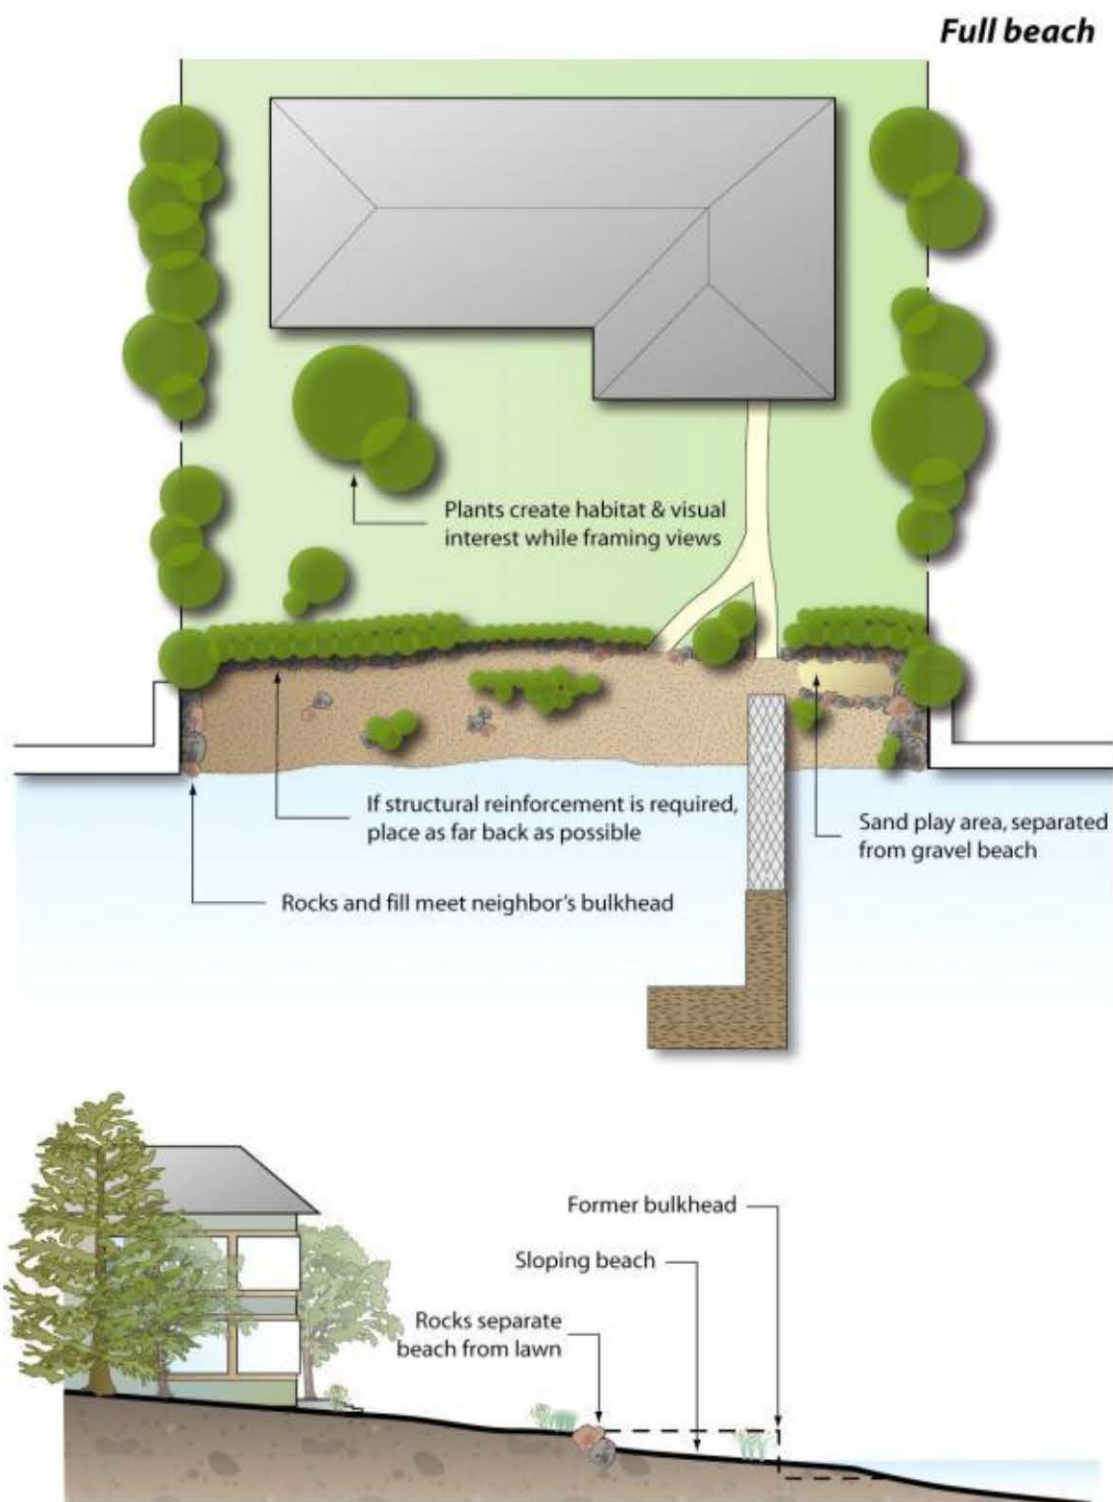 Full beach
Plants create habitat & visual
interest while framing views
If structural reinforcement is required,
place as far back as possible
Sand play area, separated
from gravel beach
Rocks and fill meet neighbor's bulkhead
Former bulkhead
Sloping beach
Rocks separate
beach from lawn